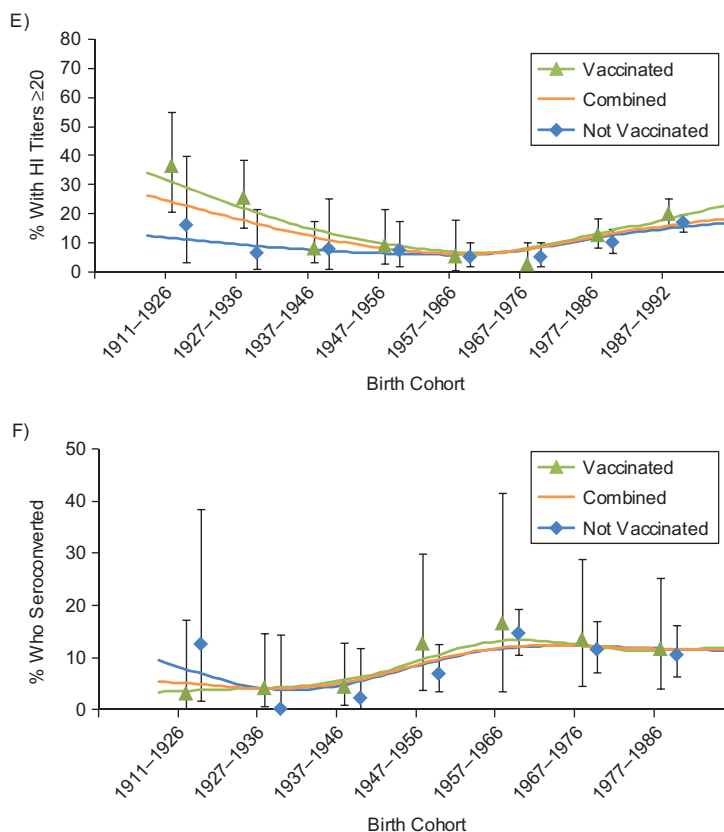 E)
% With HI Titers ≥20
80
70
60
50
40
30
20
10
0
Vaccinated
Combined
Not Vaccinated
1911–1926
1927–1936
1937–1946
1947–1956
1957–1966
1967–1976
1977–1986
1987–1992
Birth Cohort
F)
% Who Seroconverted
50
40
30
20
10
0
Vaccinated
Combined
Not Vaccinated
1911–1926
1927–1936
1937–1946
1947–1956
1957–1966
1967–1976
1977–1986
Birth Cohort